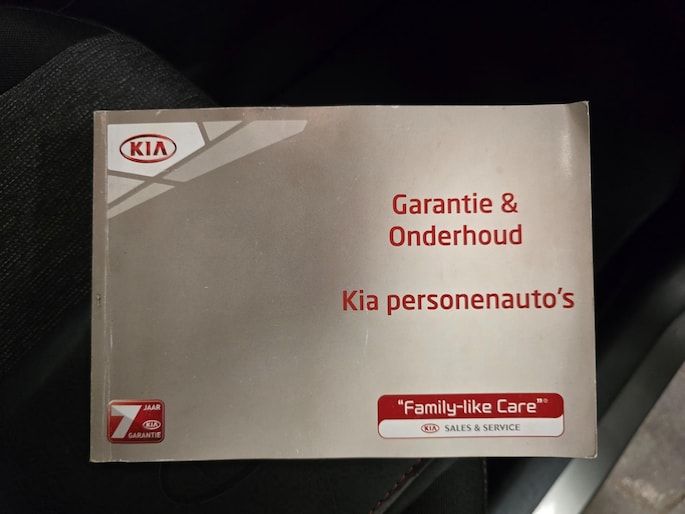 KIA
Garantie &
Onderhoud
Kia personenauto's
7 JAAR
KIA
GARANTIE
"Family-like Care"®
KIA SALES & SERVICE